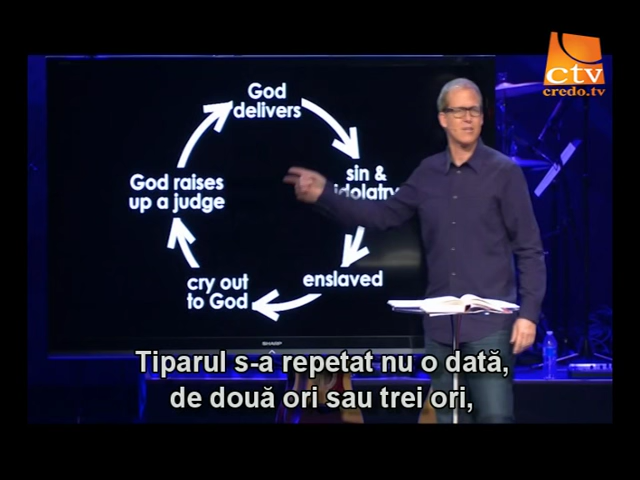 ctv
credo.tv
God
delivers
sin &
idolatry
enslaved
cry out
to God
God raises
up a judge
SHARP
Tiparul s-a repetat nu o dată,
de două ori sau trei ori,